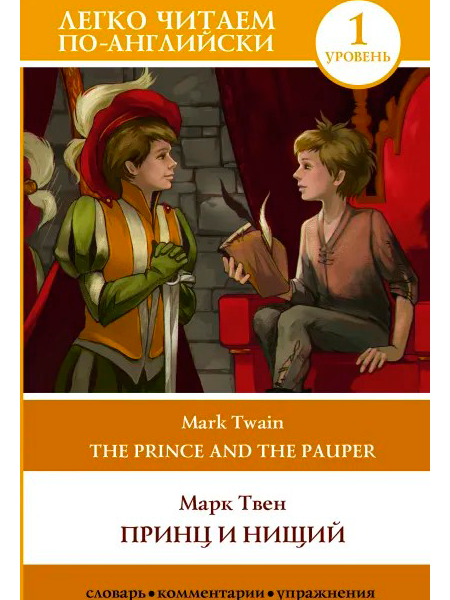 ЛЕГКО ЧИТАЕМ
ПО-АНГЛИЙСКИ
1
УРОВЕНЬ
Mark Twain
THE PRINCE AND THE PAUPER
Марк Твен
ПРИНЦ И НИЩИЙ
словарь • комментарии • упражнения